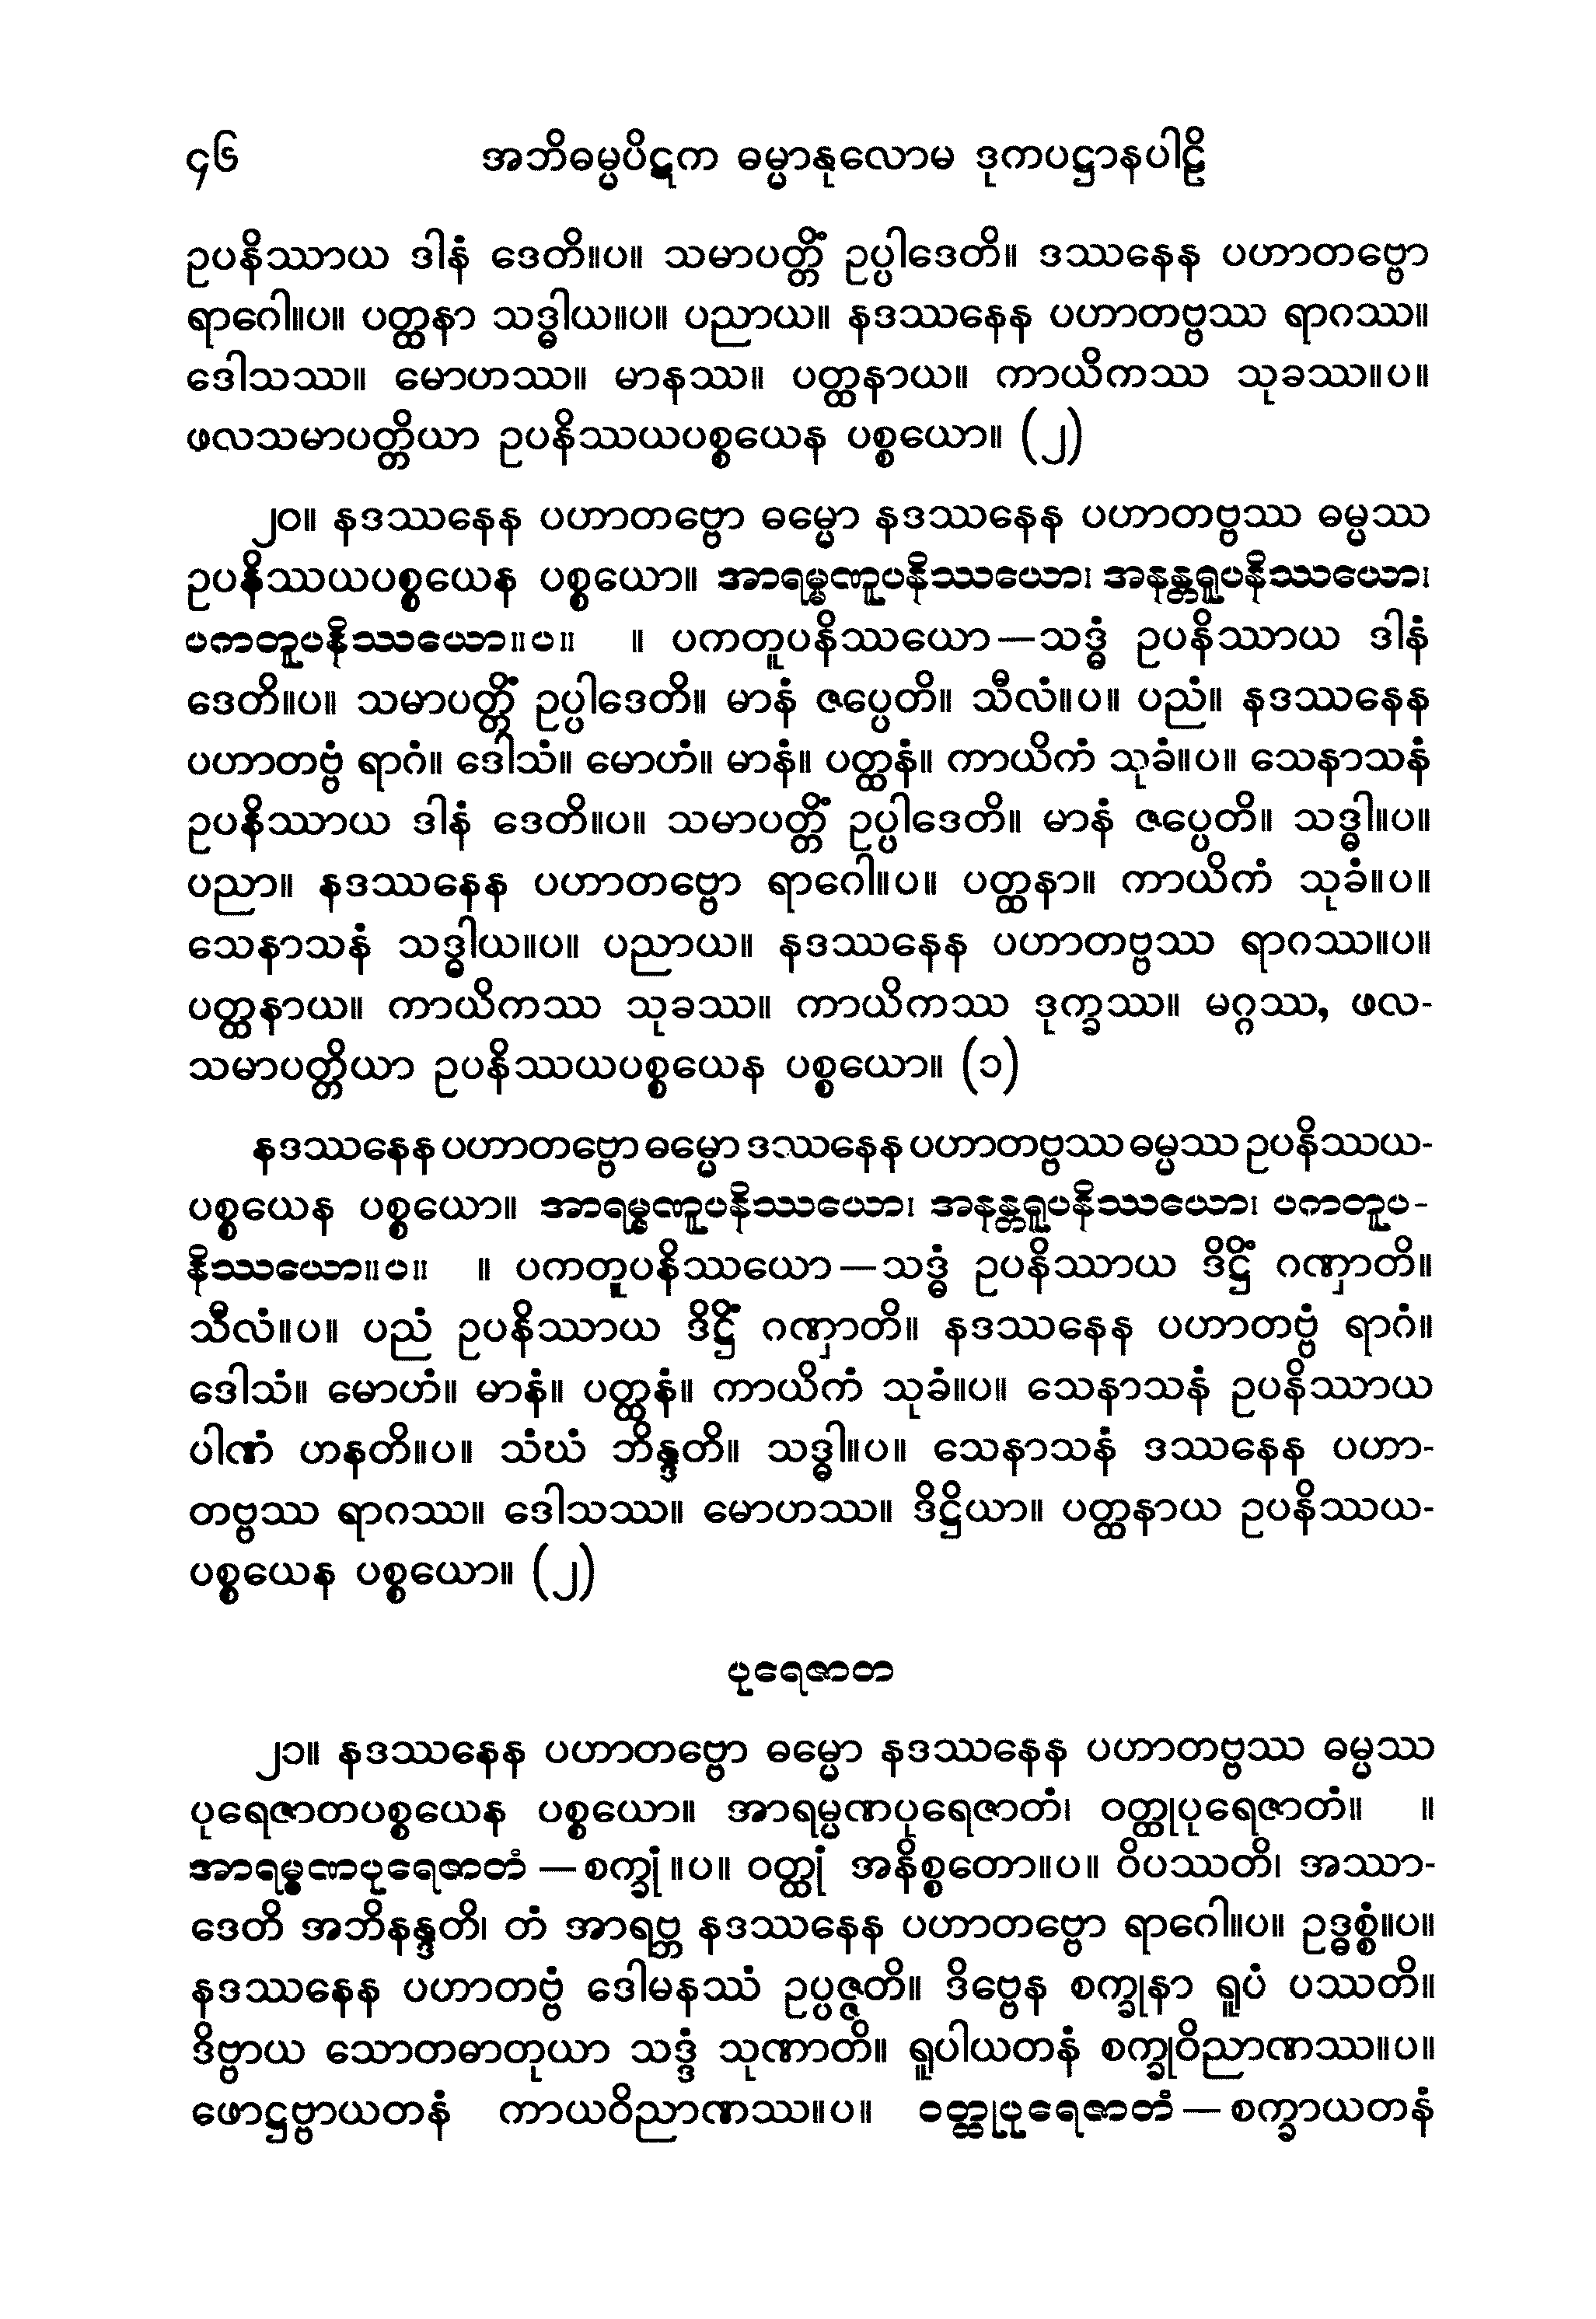 ၄၆ အဘိဓမ္မပိဋက ဓမ္မာနုလောမ ဒုကပဋ္ဌာနပါဠိ
ဥပနိဿာယ ဒါနံ ဒေတိ။ပ။ သမာပတ္တိံ ဥပ္ပါဒေတိ။ ဒဿနေန ပဟာတဗ္ဗော
ရာဂေါ။ပ။ ပတ္ထနာ သဒ္ဓါယ။ပ။ ပညာယ။ နဒဿနေန ပဟာတဗ္ဗဿ ရာဂဿ။
ဒေါသဿ။ မောဟဿ။ မာနဿ။ ပတ္ထနာယ။ ကာယိကဿ သုခဿ။ပ။
ဖလသမာပတ္တိယာ ဥပနိဿယပစ္စယေန ပစ္စယော။ (၂)
၂၀။ နဒဿနေန ပဟာတဗ္ဗော ဓမ္မော နဒဿနေန ပဟာတဗ္ဗဿ ဓမ္မဿ
ဥပနိဿယပစ္စယေန ပစ္စယော။ အာရမ္မဏူပနိဿယော၊ အနန္တရူပနိဿယော၊
ပကတူပနိဿယော။ပ။ ။ ပကတူပနိဿယော—သဒ္ဓံ ဥပနိဿာယ ဒါနံ
ဒေတိ။ပ။ သမာပတ္တိံ ဥပ္ပါဒေတိ။ မာနံ ဇပ္ပေတိ။ သီလံ။ပ။ ပညံ။ နဒဿနေန
ပဟာတဗ္ဗံ ရာဂံ။ ဒေါသံ။ မောဟံ။ မာနံ။ ပတ္ထနံ။ ကာယိကံ သုခံ။ပ။ သေနာသနံ
ဥပနိဿာယ ဒါနံ ဒေတိ။ပ။ သမာပတ္တိံ ဥပ္ပါဒေတိ။ မာနံ ဇပ္ပေတိ။ သဒ္ဓါ။ပ။
ပညာ။ နဒဿနေန ပဟာတဗ္ဗော ရာဂေါ။ပ။ ပတ္ထနာ။ ကာယိကံ သုခံ။ပ။
သေနာသနံ သဒ္ဓါယ။ပ။ ပညာယ။ နဒဿနေန ပဟာတဗ္ဗဿ ရာဂဿ။ပ။
ပတ္ထနာယ။ ကာယိကဿ သုခဿ။ ကာယိကဿ ဒုက္ခဿ။ မဂ္ဂဿ, ဖလ-
သမာပတ္တိယာ ဥပနိဿယပစ္စယေန ပစ္စယော။ (၁)
နဒဿနေန ပဟာတဗ္ဗော ဓမ္မော ဒဿနေန ပဟာတဗ္ဗဿ ဓမ္မဿ ဥပနိဿယ-
ပစ္စယေန ပစ္စယော။ အာရမ္မဏူပနိဿယော၊ အနန္တရူပနိဿယော၊ ပကတူပ-
နိဿယော။ပ။ ။ ပကတူပနိဿယော—သဒ္ဓံ ဥပနိဿာယ ဒိဋ္ဌိံ ဂဏှာတိ။
သီလံ။ပ။ ပညံ ဥပနိဿာယ ဒိဋ္ဌိံ ဂဏှာတိ။ နဒဿနေန ပဟာတဗ္ဗံ ရာဂံ။
ဒေါသံ။ မောဟံ။ မာနံ။ ပတ္ထနံ။ ကာယိကံ သုခံ။ပ။ သေနာသနံ ဥပနိဿာယ
ပါဏံ ဟနတိ။ပ။ သံဃံ ဘိန္ဒတိ။ သဒ္ဓါ။ပ။ သေနာသနံ ဒဿနေန ပဟာ-
တဗ္ဗဿ ရာဂဿ။ ဒေါသဿ။ မောဟဿ။ ဒိဋ္ဌိယာ။ ပတ္ထနာယ ဥပနိဿယ-
ပစ္စယေန ပစ္စယော။ (၂)
ပုရေဇာတ
၂၁။ နဒဿနေန ပဟာတဗ္ဗော ဓမ္မော နဒဿနေန ပဟာတဗ္ဗဿ ဓမ္မဿ
ပုရေဇာတပစ္စယေန ပစ္စယော။ အာရမ္မဏပုရေဇာတံ၊ ဝတ္ထုပုရေဇာတံ။ ။
အာရမ္မဏပုရေဇာတံ—စက္ခုံ။ပ။ ဝတ္ထုံ အနိစ္စတော။ပ။ ဝိပဿတိ၊ အဿာ-
ဒေတိ အဘိနန္ဒတိ၊ တံ အာရဗ္ဘ နဒဿနေန ပဟာတဗ္ဗော ရာဂေါ။ပ။ ဥဒ္ဓစ္စံ။ပ။
နဒဿနေန ပဟာတဗ္ဗံ ဒေါမနဿံ ဥပ္ပဇ္ဇတိ။ ဒိဗ္ဗေန စက္ခုနာ ရူပံ ပဿတိ။
ဒိဗ္ဗာယ သောတဓာတုယာ သဒ္ဒံ သုဏာတိ။ ရူပါယတနံ စက္ခုဝိညာဏဿ။ပ။
ဖောဋ္ဌဗ္ဗာယတနံ ကာယဝိညာဏဿ။ပ။ ဝတ္ထုပုရေဇာတံ—စက္ခာယတနံ